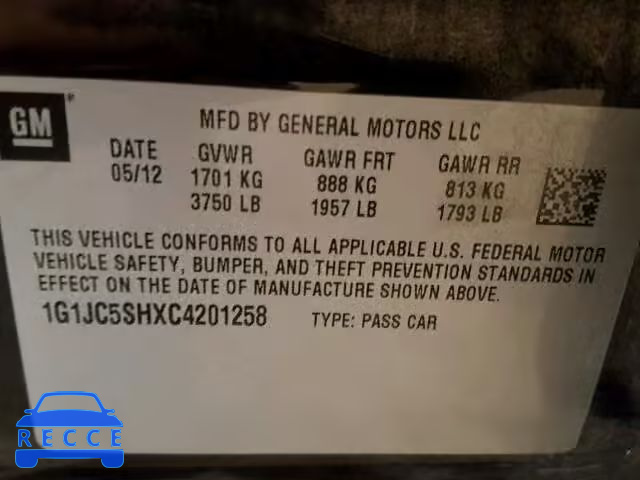 GM
MFD BY GENERAL MOTORS LLC
DATE GVWR GAWR FRT GAWR RR
05/12 1701 KG 888 KG 813 KG
3750 LB 1957 LB 1793 LB
THIS VEHICLE CONFORMS TO ALL APPLICABLE U.S. FEDERAL MOTOR
VEHICLE SAFETY, BUMPER, AND THEFT PREVENTION STANDARDS IN
EFFECT ON THE DATE OF MANUFACTURE SHOWN ABOVE.
1G1JC5SHXC4201258 TYPE: PASS CAR
RECCE